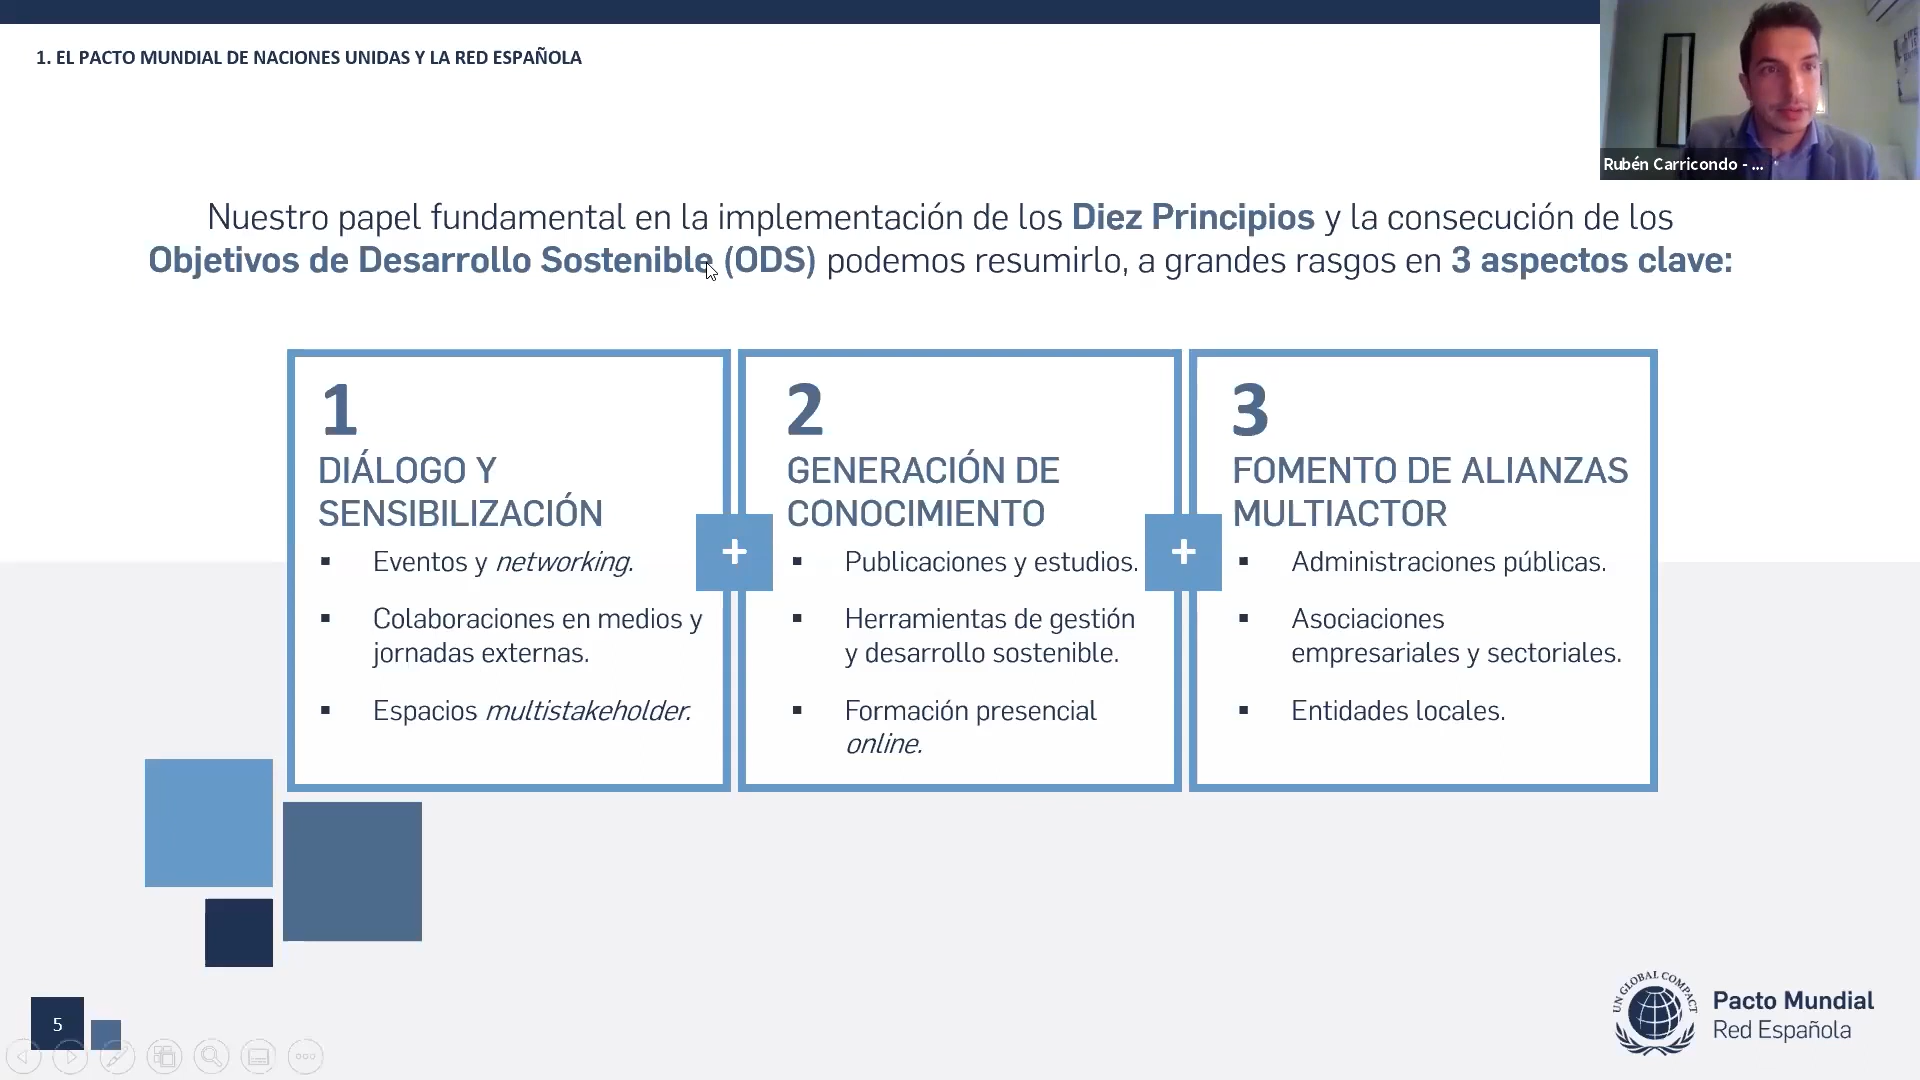 1. EL PACTO MUNDIAL DE NACIONES UNIDAS Y LA RED ESPAÑOLA
Rubén Carricondo - ...
Nuestro papel fundamental en la implementación de los Diez Principios y la consecución de los
Objetivos de Desarrollo Sostenible (ODS) podemos resumirlo, a grandes rasgos en 3 aspectos clave:
1
DIÁLOGO Y
SENSIBILIZACIÓN
▪ Eventos y networking.
▪ Colaboraciones en medios y
jornadas externas.
▪ Espacios multistakeholder.
+
2
GENERACIÓN DE
CONOCIMIENTO
▪ Publicaciones y estudios.
▪ Herramientas de gestión
y desarrollo sostenible.
▪ Formación presencial
online.
+
3
FOMENTO DE ALIANZAS
MULTIACTOR
▪ Administraciones públicas.
▪ Asociaciones
empresariales y sectoriales.
▪ Entidades locales.
5
UN GLOBAL COMPACT
Pacto Mundial
Red Española